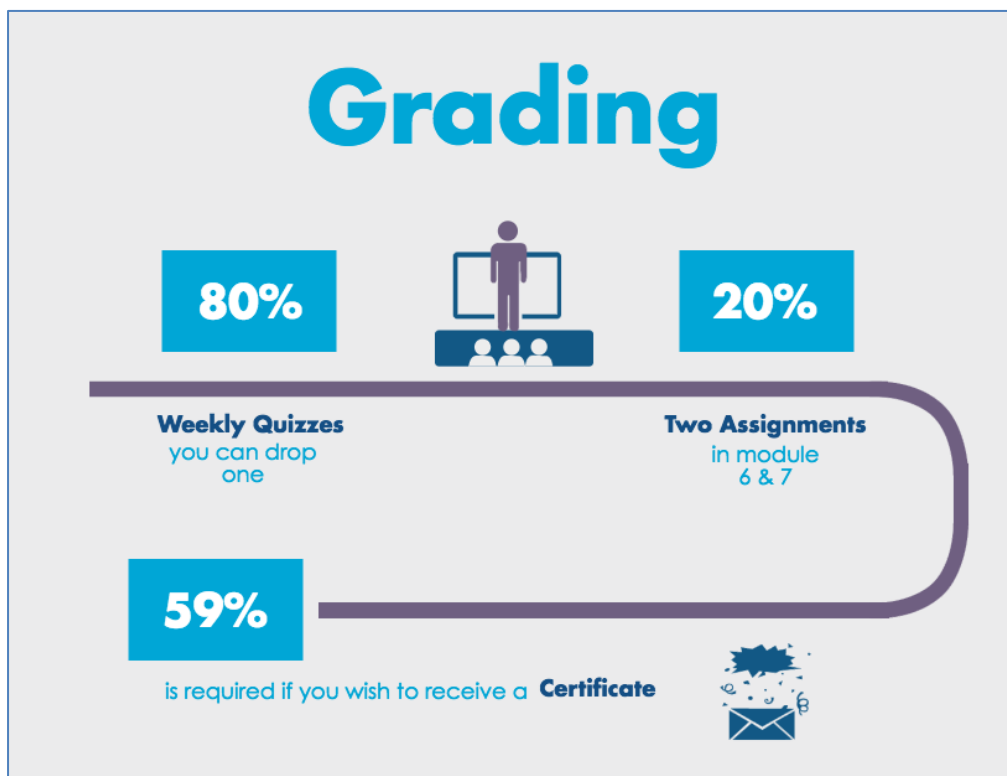 Grading
80%
20%
Weekly Quizzes
you can drop
one
Two Assignments
in module
6 & 7
59%
is required if you wish to receive a Certificate